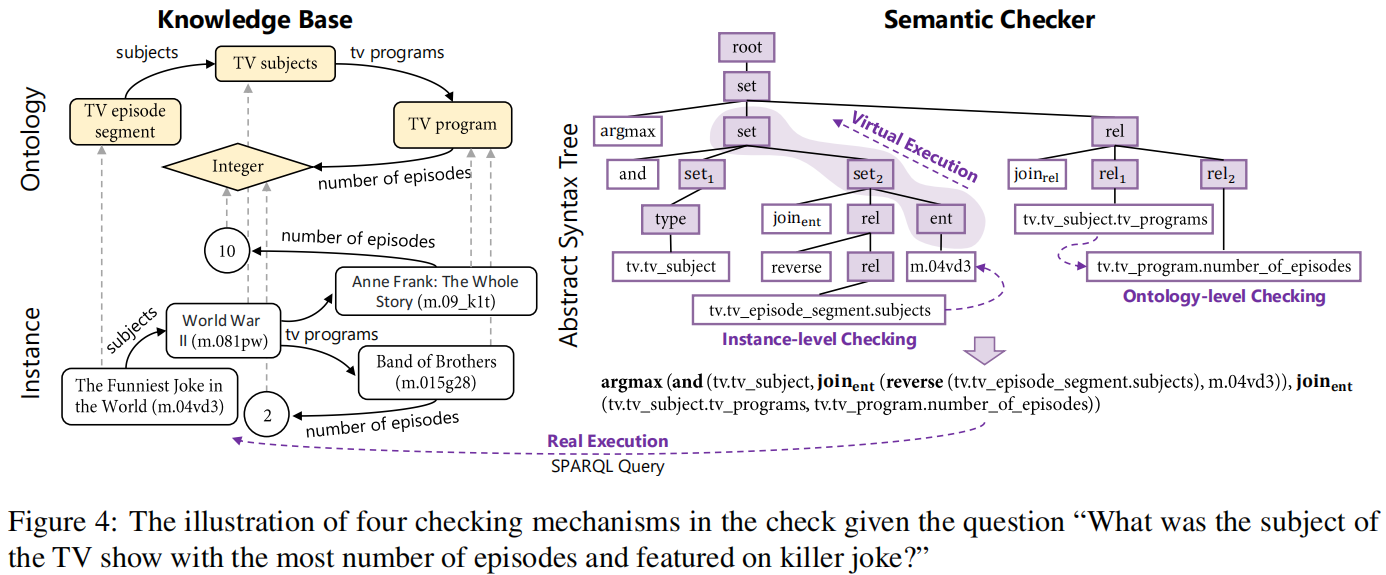 Knowledge Base
Semantic Checker
Ontology
Instance
subjects
TV subjects
tv programs
TV episode
segment
TV program
Integer
number of episodes
10
number of episodes
Anne Frank: The Whole
Story (m.09_k1t)
subjects
World War
II (m.081pw)
tv programs
Band of Brothers
(m.015g28)
The Funniest Joke in
the World (m.04vd3)
2
number of episodes
Abstract Syntax Tree
root
set
argmax
set
Virtual Execution
rel
and
set1
set2
joinrel
rel1
rel2
type
joinent
rel
ent
tv.tv_subject.tv_programs
tv.tv_subject
reverse
rel
m.04vd3
tv.tv_program.number_of_episodes
Ontology-level Checking
tv.tv_episode_segment.subjects
Instance-level Checking
argmax (and (tv.tv_subject, joinent (reverse (tv.tv_episode_segment.subjects), m.04vd3)), joinent
(tv.tv_subject.tv_programs, tv.tv_program.number_of_episodes))
Real Execution
SPARQL Query
Figure 4: The illustration of four checking mechanisms in the check given the question “What was the subject of
the TV show with the most number of episodes and featured on killer joke?”